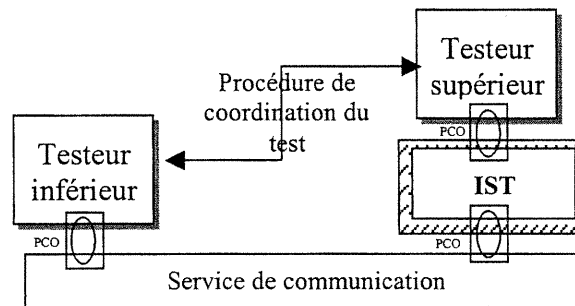 Testeur
supérieur
Procédure de
coordination du
test
PCO
Testeur
inférieur
IST
PCO
PCO
Service de communication